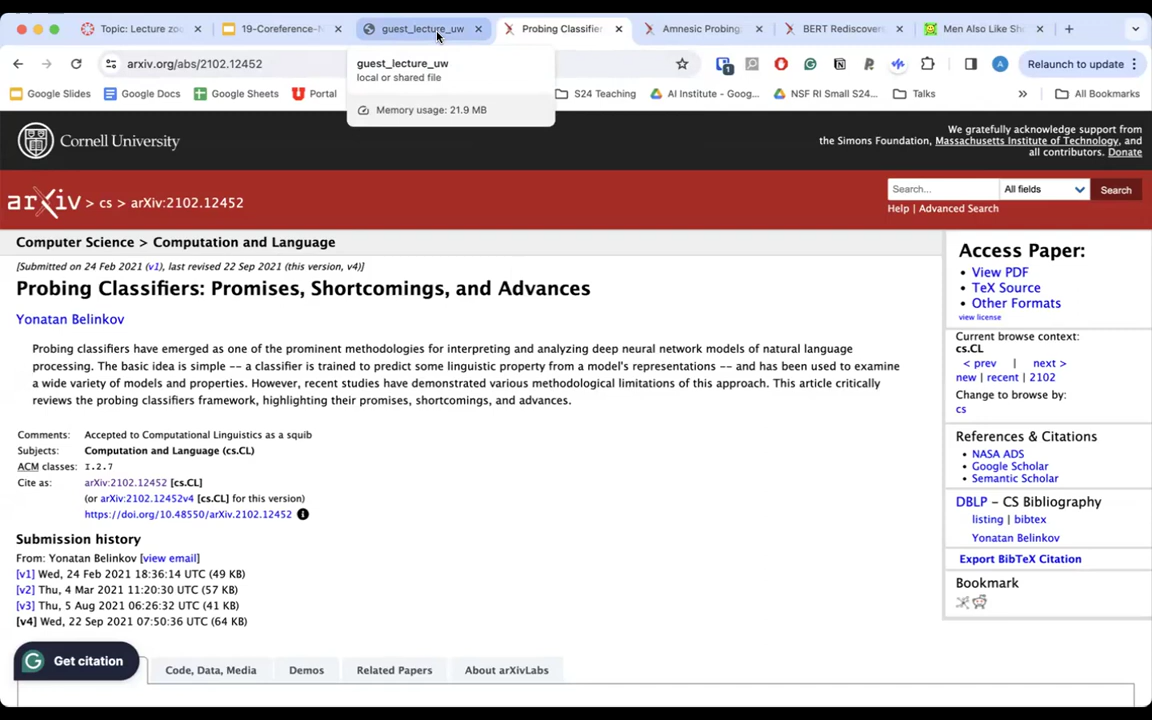 Topic: Lecture zoo
19-Coreference-N
guest_lecture_uw
Probing Classifie
Amnesic Probing
BERT Rediscover
Men Also Like Sh
arxiv.org/abs/2102.12452
guest_lecture_uw
local or shared file
Memory usage: 21.9 MB
1
A
Relaunch to update
Google Slides
Google Docs
Google Sheets
Portal
S24 Teaching
AI Institute - Goog...
NSF RI Small S24...
Talks
»
All Bookmarks
Cornell University
We gratefully acknowledge support from
the Simons Foundation, Massachusetts Institute of Technology, and
all contributors. Donate
arXiv > cs > arXiv:2102.12452
Search...
All fields
Search
Help | Advanced Search
Computer Science > Computation and Language
[Submitted on 24 Feb 2021 (v1), last revised 22 Sep 2021 (this version, v4)]
Probing Classifiers: Promises, Shortcomings, and Advances
Yonatan Belinkov
Probing classifiers have emerged as one of the prominent methodologies for interpreting and analyzing deep neural network models of natural language
processing. The basic idea is simple -- a classifier is trained to predict some linguistic property from a model's representations -- and has been used to examine
a wide variety of models and properties. However, recent studies have demonstrated various methodological limitations of this approach. This article critically
reviews the probing classifiers framework, highlighting their promises, shortcomings, and advances.
Comments: Accepted to Computational Linguistics as a squib
Subjects: Computation and Language (cs.CL)
ACM classes: I.2.7
Cite as: arXiv:2102.12452 [cs.CL]
(or arXiv:2102.12452v4 [cs.CL] for this version)
https://doi.org/10.48550/arXiv.2102.12452
Submission history
From: Yonatan Belinkov [view email]
[v1] Wed, 24 Feb 2021 18:36:14 UTC (49 KB)
[v2] Thu, 4 Mar 2021 11:20:30 UTC (57 KB)
[v3] Thu, 5 Aug 2021 06:26:32 UTC (41 KB)
[v4] Wed, 22 Sep 2021 07:50:36 UTC (64 KB)
Get citation
Code, Data, Media
Demos
Related Papers
About arXivLabs
Access Paper:
View PDF
TeX Source
Other Formats
view license
Current browse context:
cs.CL
< prev | next >
new | recent | 2102
Change to browse by:
cs
References & Citations
NASA ADS
Google Scholar
Semantic Scholar
DBLP - CS Bibliography
listing | bibtex
Yonatan Belinkov
Export BibTeX Citation
Bookmark